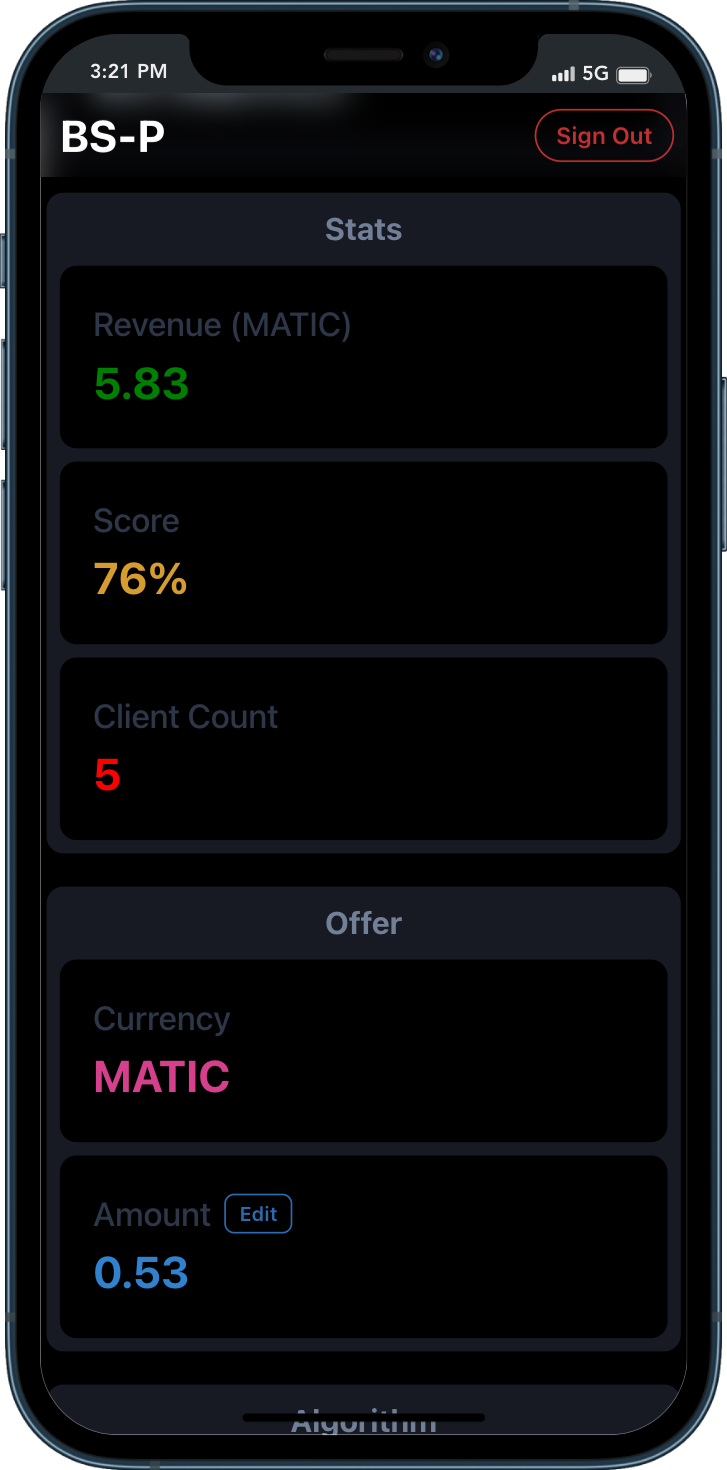 3:21 PM
5G
BS-P
Sign Out
Stats
Revenue (MATIC)
5.83
Score
76%
Client Count
5
Offer
Currency
MATIC
Amount
Edit
0.53
Algorithm